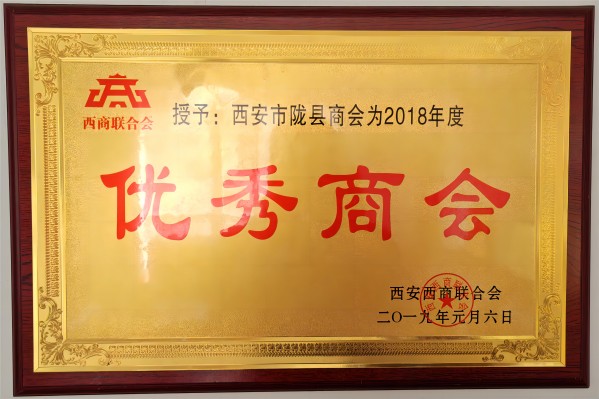 西商联合会
授予：西安市陇县商会为2018年度
优秀商会
西安西商联合会
二〇一九年元月六日